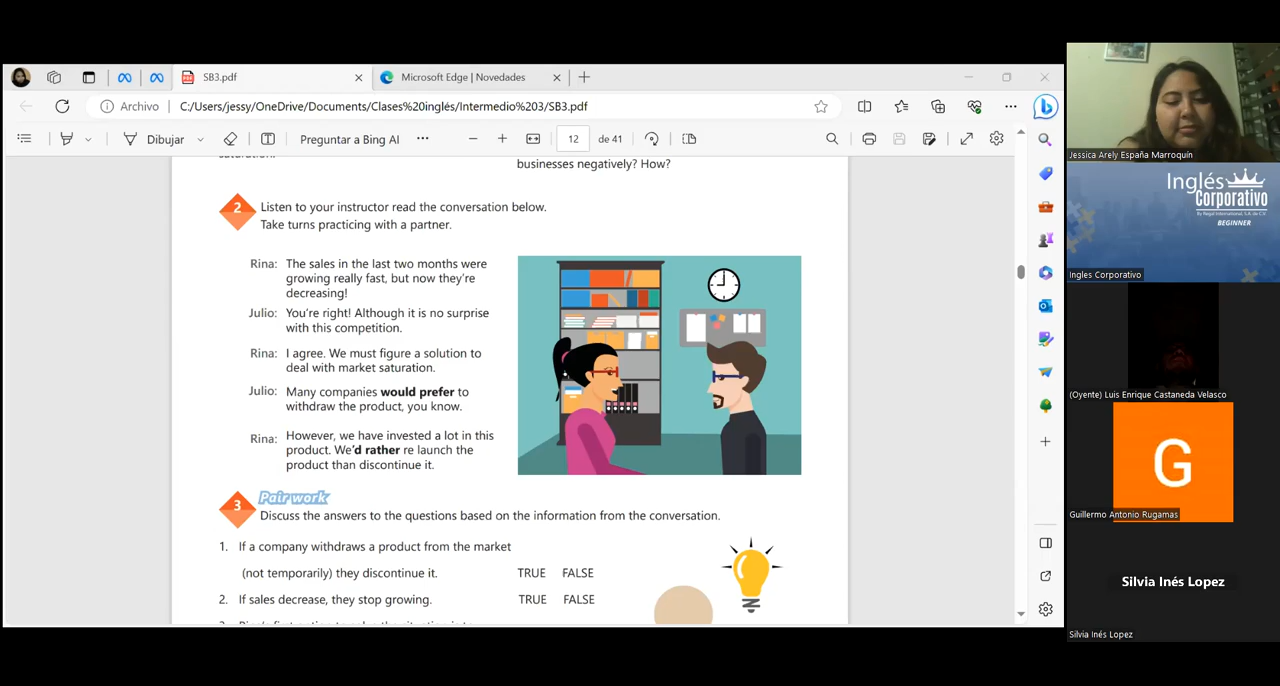 SB3.pdf
Microsoft Edge | Novedades
Archivo
C:/Users/jessy/OneDrive/Documents/Clases%20inglés/Intermedio%203/SB3.pdf
Dibujar
Preguntar a Bing AI
12
de 41
businesses negatively? How?
2
Listen to your instructor read the conversation below.
Take turns practicing with a partner.
Rina: The sales in the last two months were
growing really fast, but now they're
decreasing!
Julio: You're right! Although it is no surprise
with this competition.
Rina: I agree. We must figure a solution to
deal with market saturation.
Julio: Many companies would prefer to
withdraw the product, you know.
Rina: However, we have invested a lot in this
product. We'd rather re launch the
product than discontinue it.
3
Pair work
Discuss the answers to the questions based on the information from the conversation.
1. If a company withdraws a product from the market
(not temporarily) they discontinue it. TRUE FALSE
2. If sales decrease, they stop growing. TRUE FALSE
Jessica Arely España Marroquín
Inglés
Corporativo
By Regal International, S.A. de C.V.
BEGINNER
Ingles Corporativo
(Oyente) Luis Enrique Castaneda Velasco
G
Guillermo Antonio Rugamas
Silvia Inés Lopez
Silvia Inés Lopez